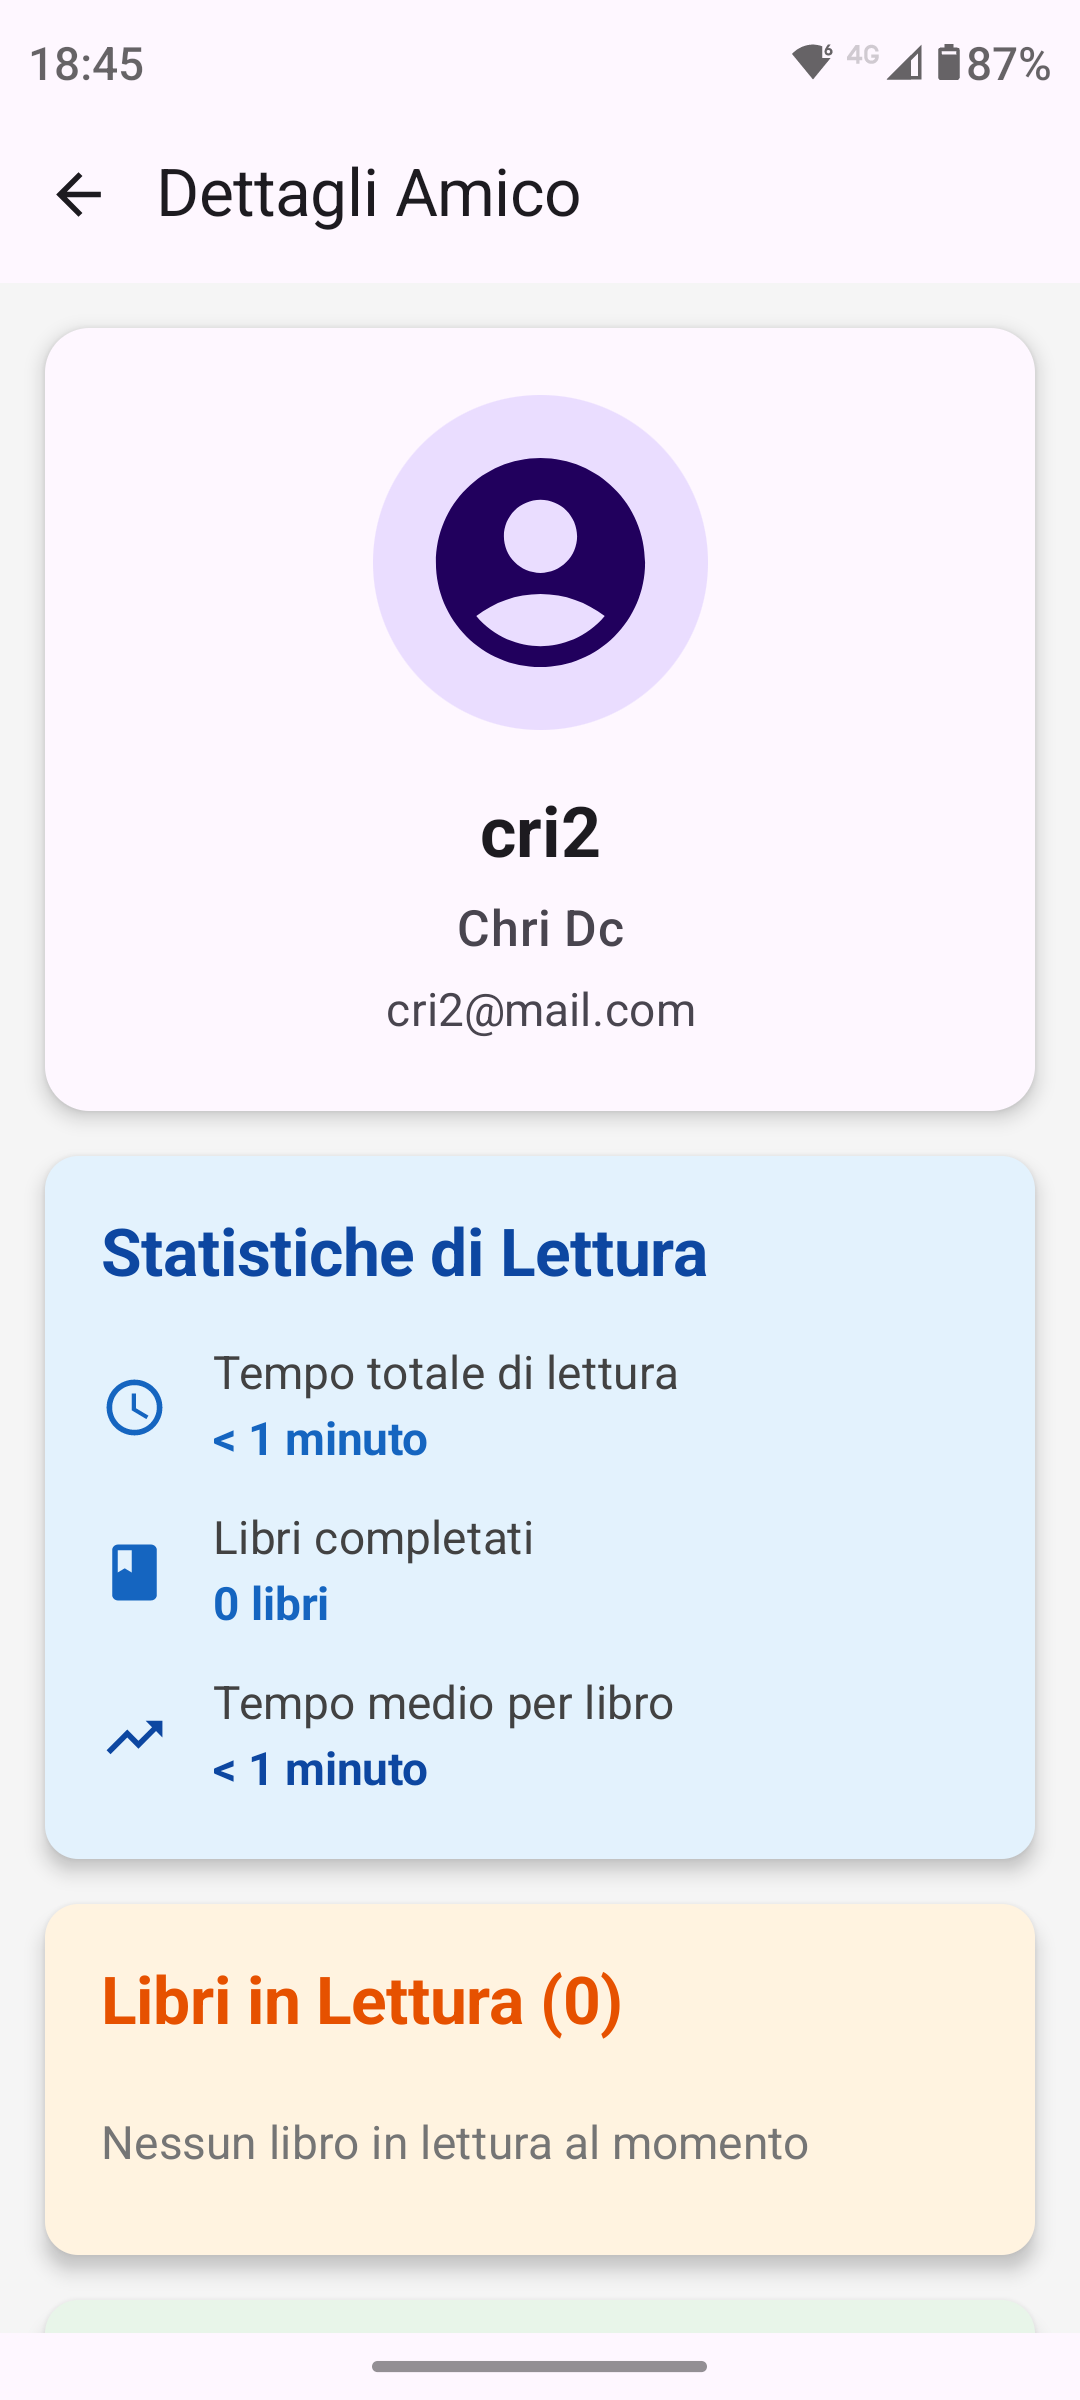 18:45
6 4G 87%
Dettagli Amico
cri2
Chri Dc
cri2@mail.com
Statistiche di Lettura
Tempo totale di lettura
< 1 minuto
Libri completati
0 libri
Tempo medio per libro
< 1 minuto
Libri in Lettura (0)
Nessun libro in lettura al momento